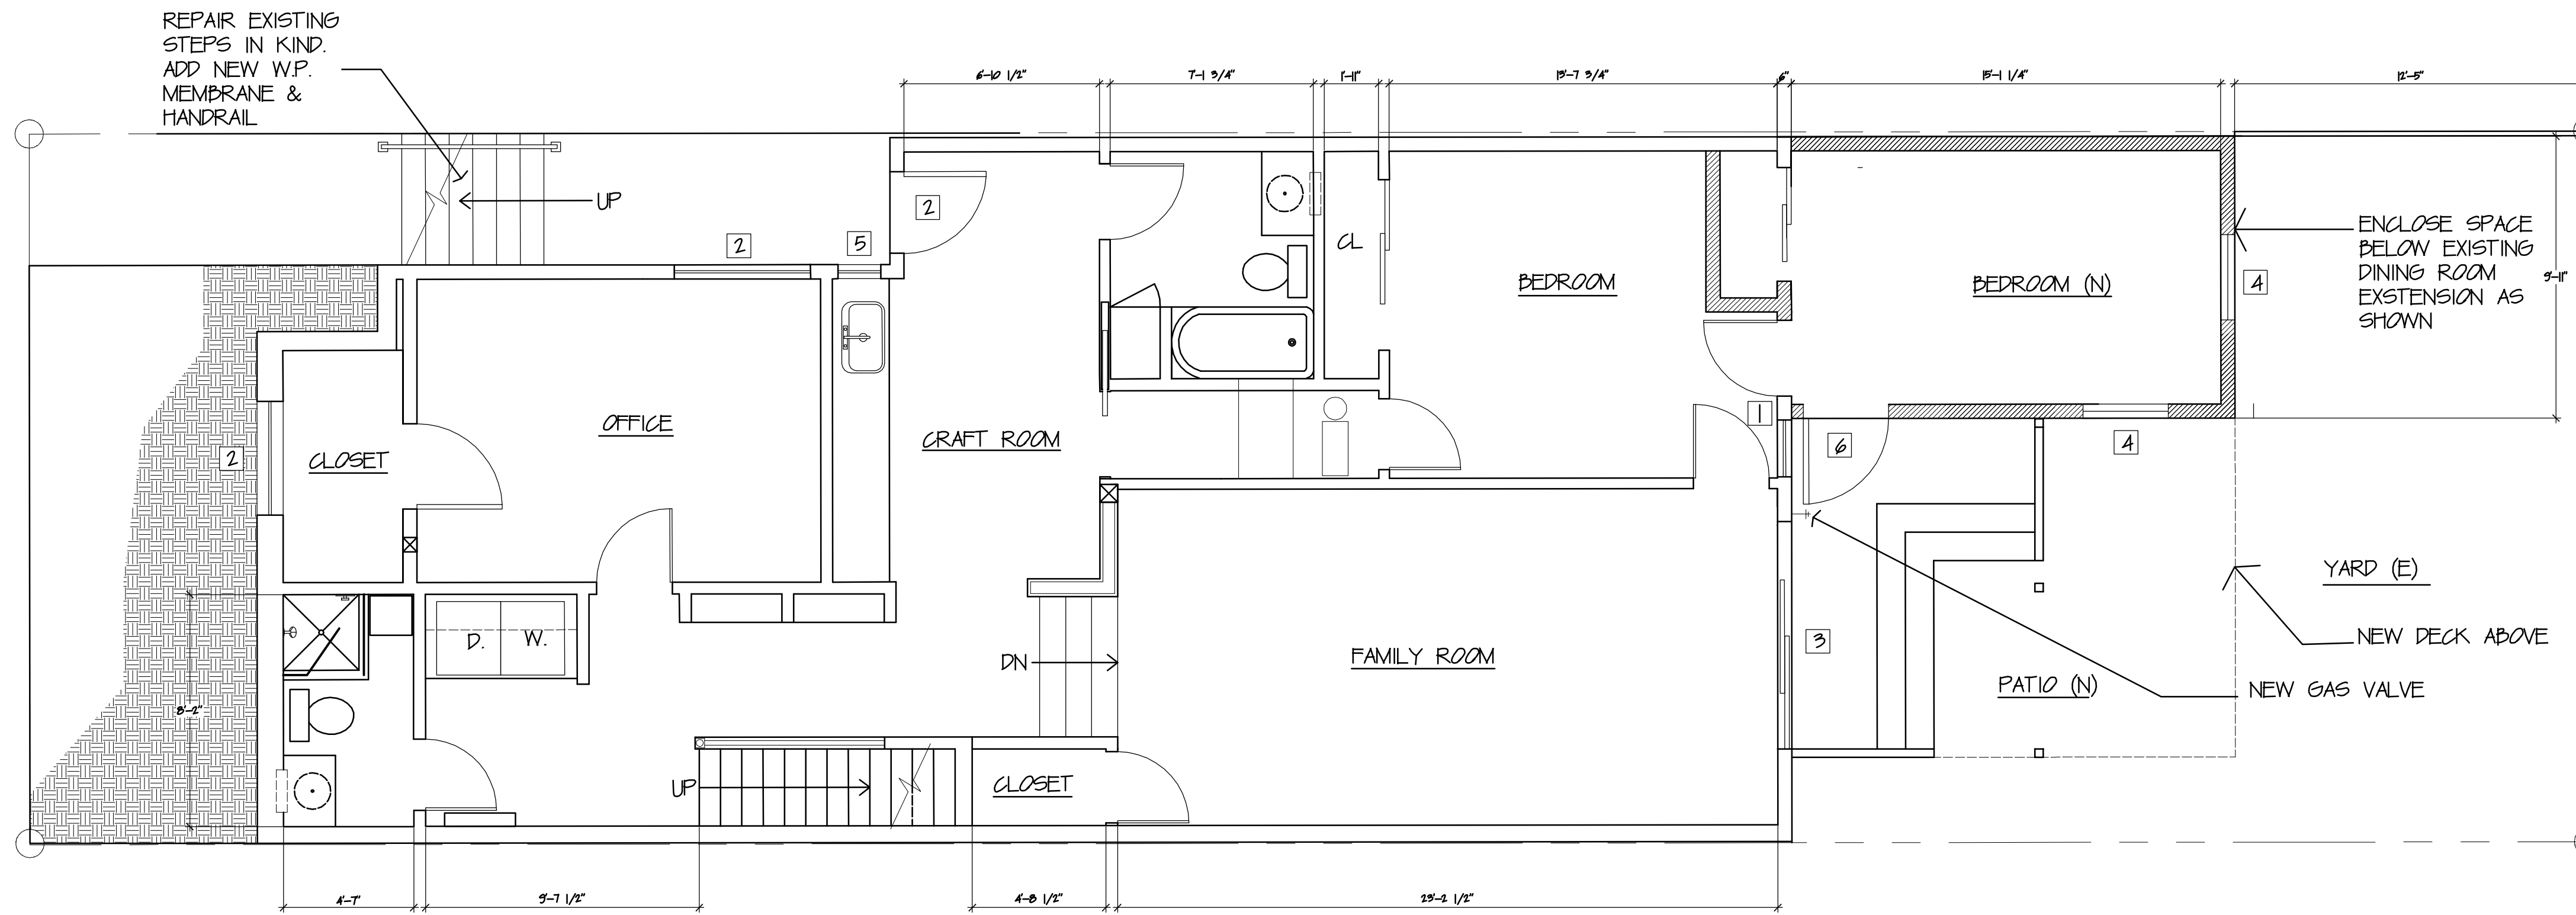 REPAIR EXISTING
STEPS IN KIND.
ADD NEW W.P.
MEMBRANE &
HANDRAIL
6'-10 1/2"
7'-1 3/4"
1'-11"
13'-7 3/4"
6"
15'-1 1/4"
12'-5"
UP
2
2
5
CL
BEDROOM
BEDROOM (N)
ENCLOSE SPACE
BELOW EXISTING
DINING ROOM
EXSTENSION AS
SHOWN
4
9'-11"
OFFICE
CRAFT ROOM
1
6
4
CLOSET
2
YARD (E)
D.
W.
DN
FAMILY ROOM
3
NEW DECK ABOVE
PATIO (N)
NEW GAS VALVE
8'-2"
UP
CLOSET
4'-7"
9'-7 1/2"
4'-8 1/2"
23'-2 1/2"